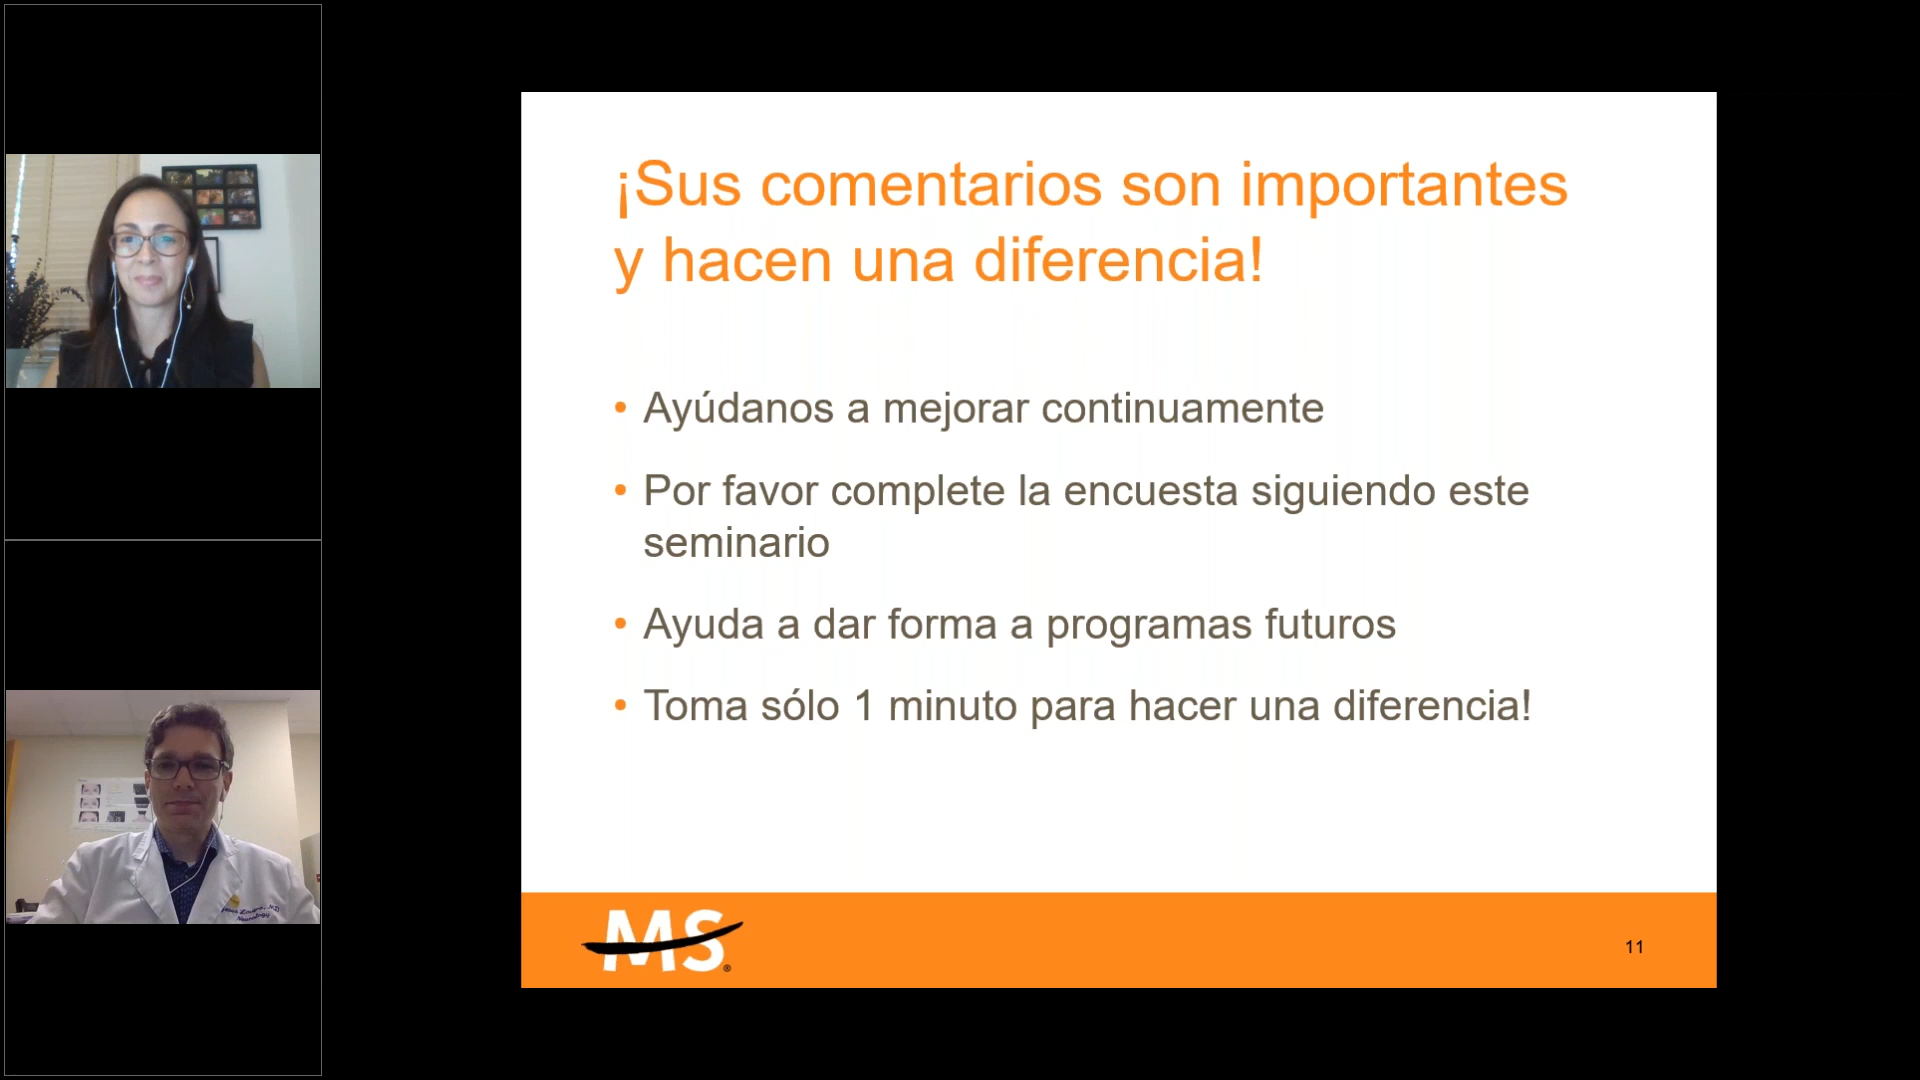 ¡Sus comentarios son importantes
y hacen una diferencia!
• Ayúdanos a mejorar continuamente
• Por favor complete la encuesta siguiendo este
seminario
• Ayuda a dar forma a programas futuros
• Toma sólo 1 minuto para hacer una diferencia!
MS®
11
Neurology